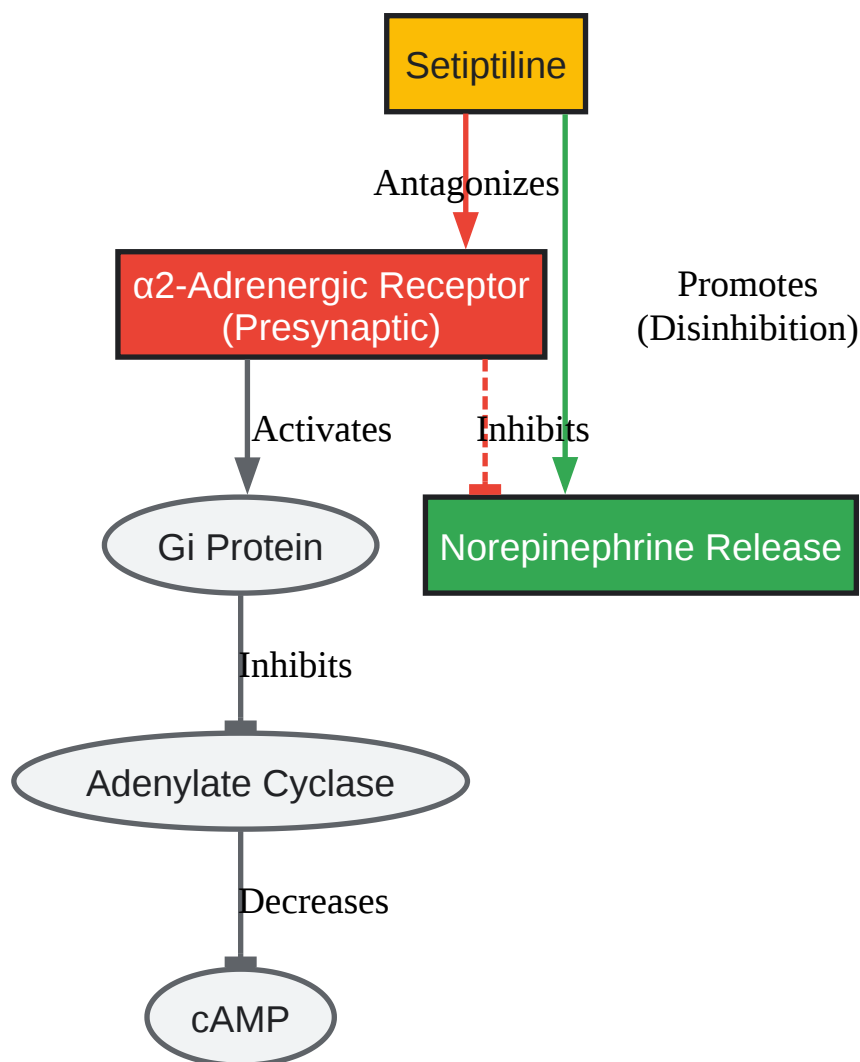 Setiptiline
Antagonizes
α2-Adrenergic Receptor
(Presynaptic)
Promotes
(Disinhibition)
Activates
Inhibits
Gi Protein
Norepinephrine Release
Inhibits
Adenylate Cyclase
Decreases
cAMP